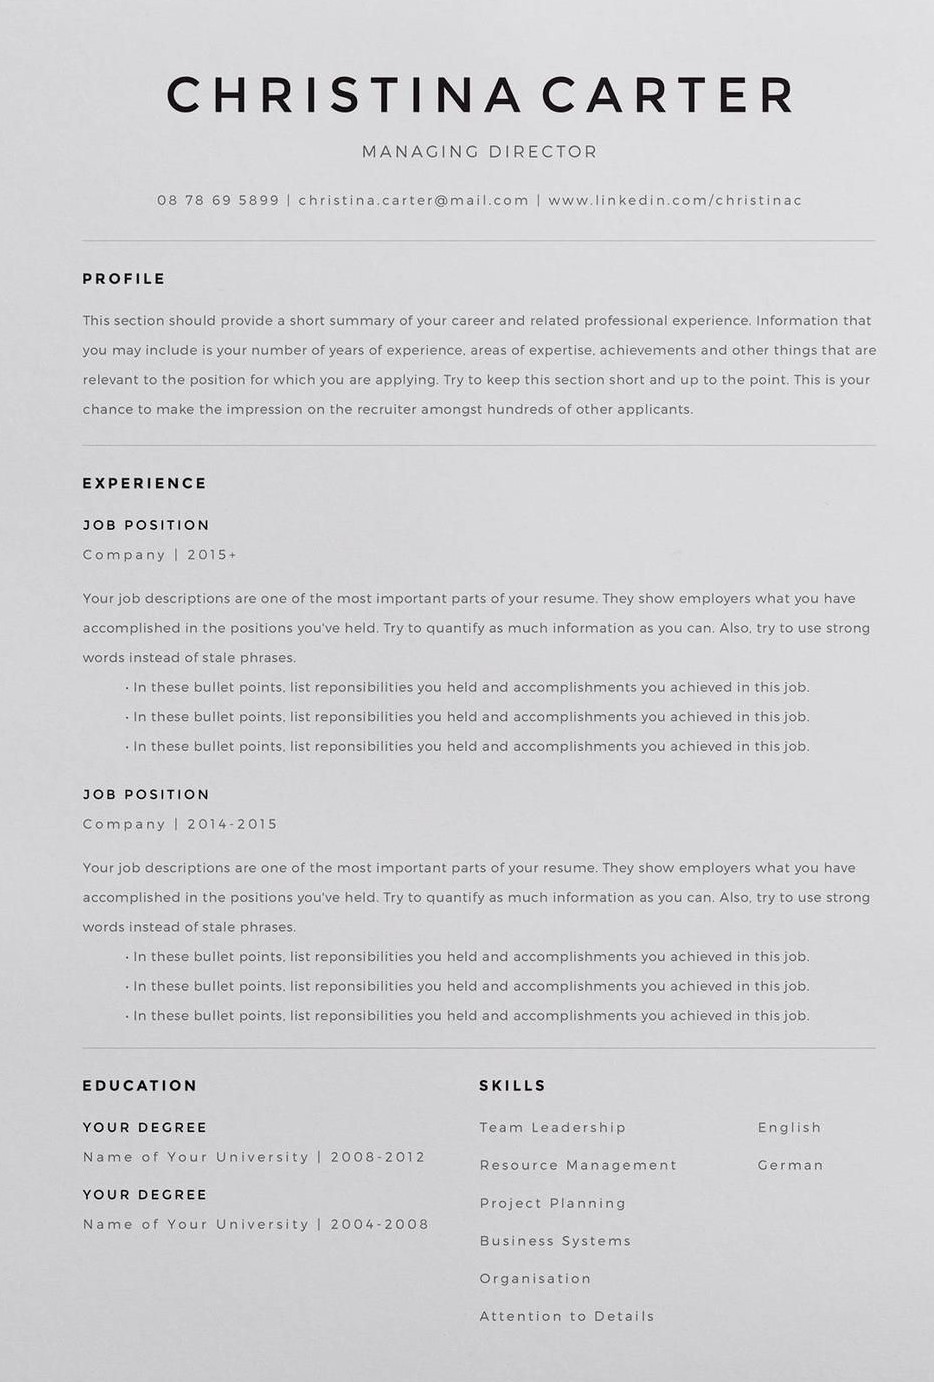 CHRISTINA CARTER
MANAGING DIRECTOR
08 78 69 5899 | christina.carter@mail.com | www.linkedin.com/christinac
PROFILE
This section should provide a short summary of your career and related professional experience. Information that
you may include is your number of years of experience, areas of expertise, achievements and other things that are
relevant to the position for which you are applying. Try to keep this section short and up to the point. This is your
chance to make the impression on the recruiter amongst hundreds of other applicants.
EXPERIENCE
JOB POSITION
Company | 2015+
Your job descriptions are one of the most important parts of your resume. They show employers what you have
accomplished in the positions you've held. Try to quantify as much information as you can. Also, try to use strong
words instead of stale phrases.
• In these bullet points, list reponsibilities you held and accomplishments you achieved in this job.
• In these bullet points, list reponsibilities you held and accomplishments you achieved in this job.
• In these bullet points, list reponsibilities you held and accomplishments you achieved in this job.
JOB POSITION
Company | 2014-2015
Your job descriptions are one of the most important parts of your resume. They show employers what you have
accomplished in the positions you've held. Try to quantify as much information as you can. Also, try to use strong
words instead of stale phrases.
• In these bullet points, list reponsibilities you held and accomplishments you achieved in this job.
• In these bullet points, list reponsibilities you held and accomplishments you achieved in this job.
• In these bullet points, list reponsibilities you held and accomplishments you achieved in this job.
EDUCATION
YOUR DEGREE
Name of Your University | 2008-2012
YOUR DEGREE
Name of Your University | 2004-2008
SKILLS
Team Leadership
Resource Management
Project Planning
Business Systems
Organisation
Attention to Details
English
German